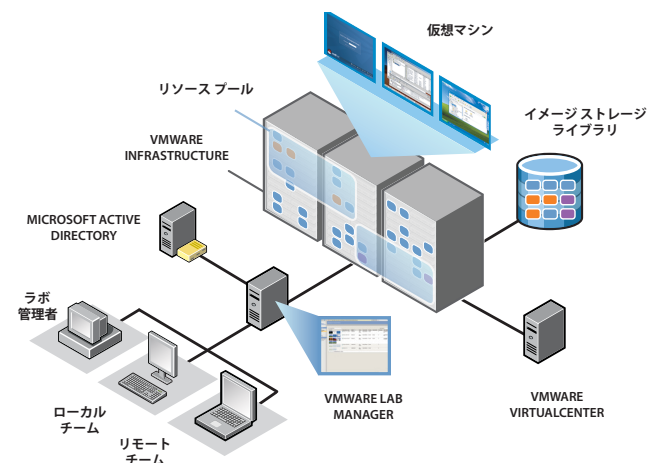 仮想マシン
リソース プール
イメージ ストレージ
ライブラリ
VMWARE
INFRASTRUCTURE
MICROSOFT ACTIVE
DIRECTORY
ラボ
管理者
ローカル
チーム
リモート
チーム
VMWARE LAB
MANAGER
VMWARE
VIRTUALCENTER